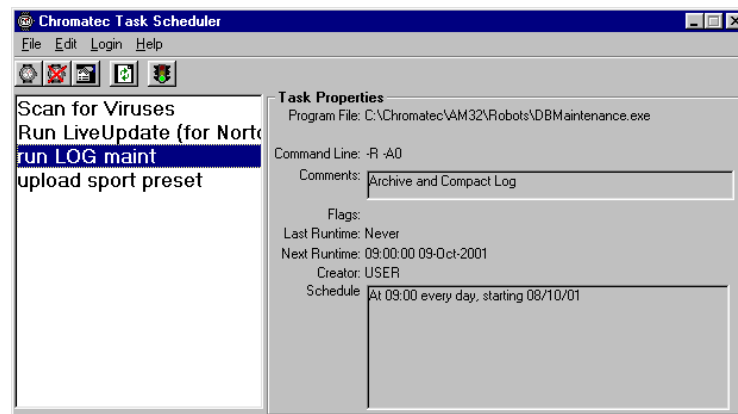 Chromatec Task Scheduler
File Edit Login Help
Scan for Viruses
Run LiveUpdate (for Norto
run LOG maint
upload sport preset
Task Properties
Program File: C:\Chromatec\AM32\Robots\DBMaintenance.exe
Command Line: -R -A0
Comments: Archive and Compact Log
Flags:
Last Runtime: Never
Next Runtime: 09:00:00 09-Oct-2001
Creator: USER
Schedule At 09:00 every day, starting 08/10/01